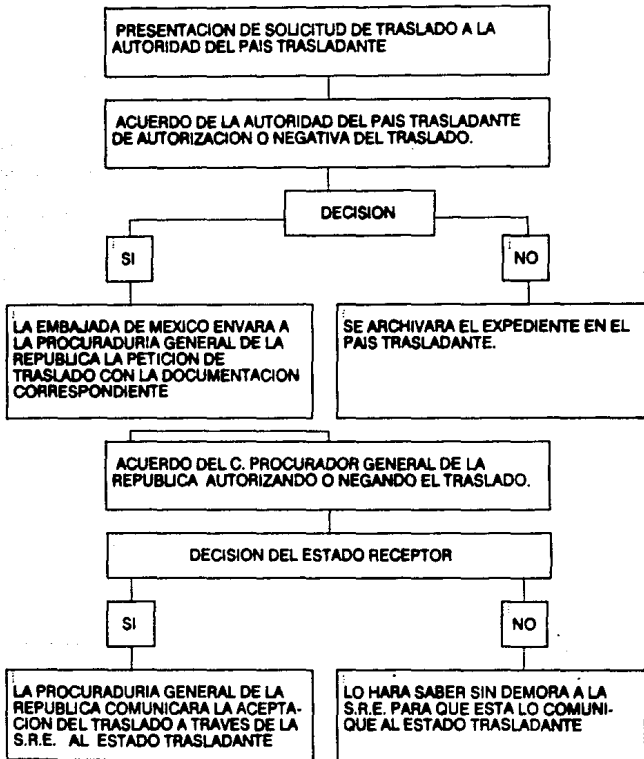 PRESENTACION DE SOLICITUD DE TRASLADO A LA
AUTORIDAD DEL PAIS TRASLADANTE
ACUERDO DE LA AUTORIDAD DEL PAIS TRASLADANTE
DE AUTORIZACION O NEGATIVA DEL TRASLADO.
DECISION
SI
NO
LA EMBAJADA DE MEXICO ENVARA A
LA PROCURADURIA GENERAL DE LA
REPUBLICA LA PETICION DE
TRASLADO CON LA DOCUMENTACION
CORRESPONDIENTE
SE ARCHIVARA EL EXPEDIENTE EN EL
PAIS TRASLADANTE.
ACUERDO DEL C. PROCURADOR GENERAL DE LA
REPUBLICA AUTORIZANDO O NEGANDO EL TRASLADO.
DECISION DEL ESTADO RECEPTOR
SI
NO
LA PROCURADURIA GENERAL DE LA
REPUBLICA COMUNICARA LA ACEPTA-
CION DEL TRASLADO A TRAVES DE LA
S.R.E. AL ESTADO TRASLADANTE
LO HARA SABER SIN DEMORA A LA
S.R.E. PARA QUE ESTA LO COMUNI-
QUE AL ESTADO TRASLADANTE